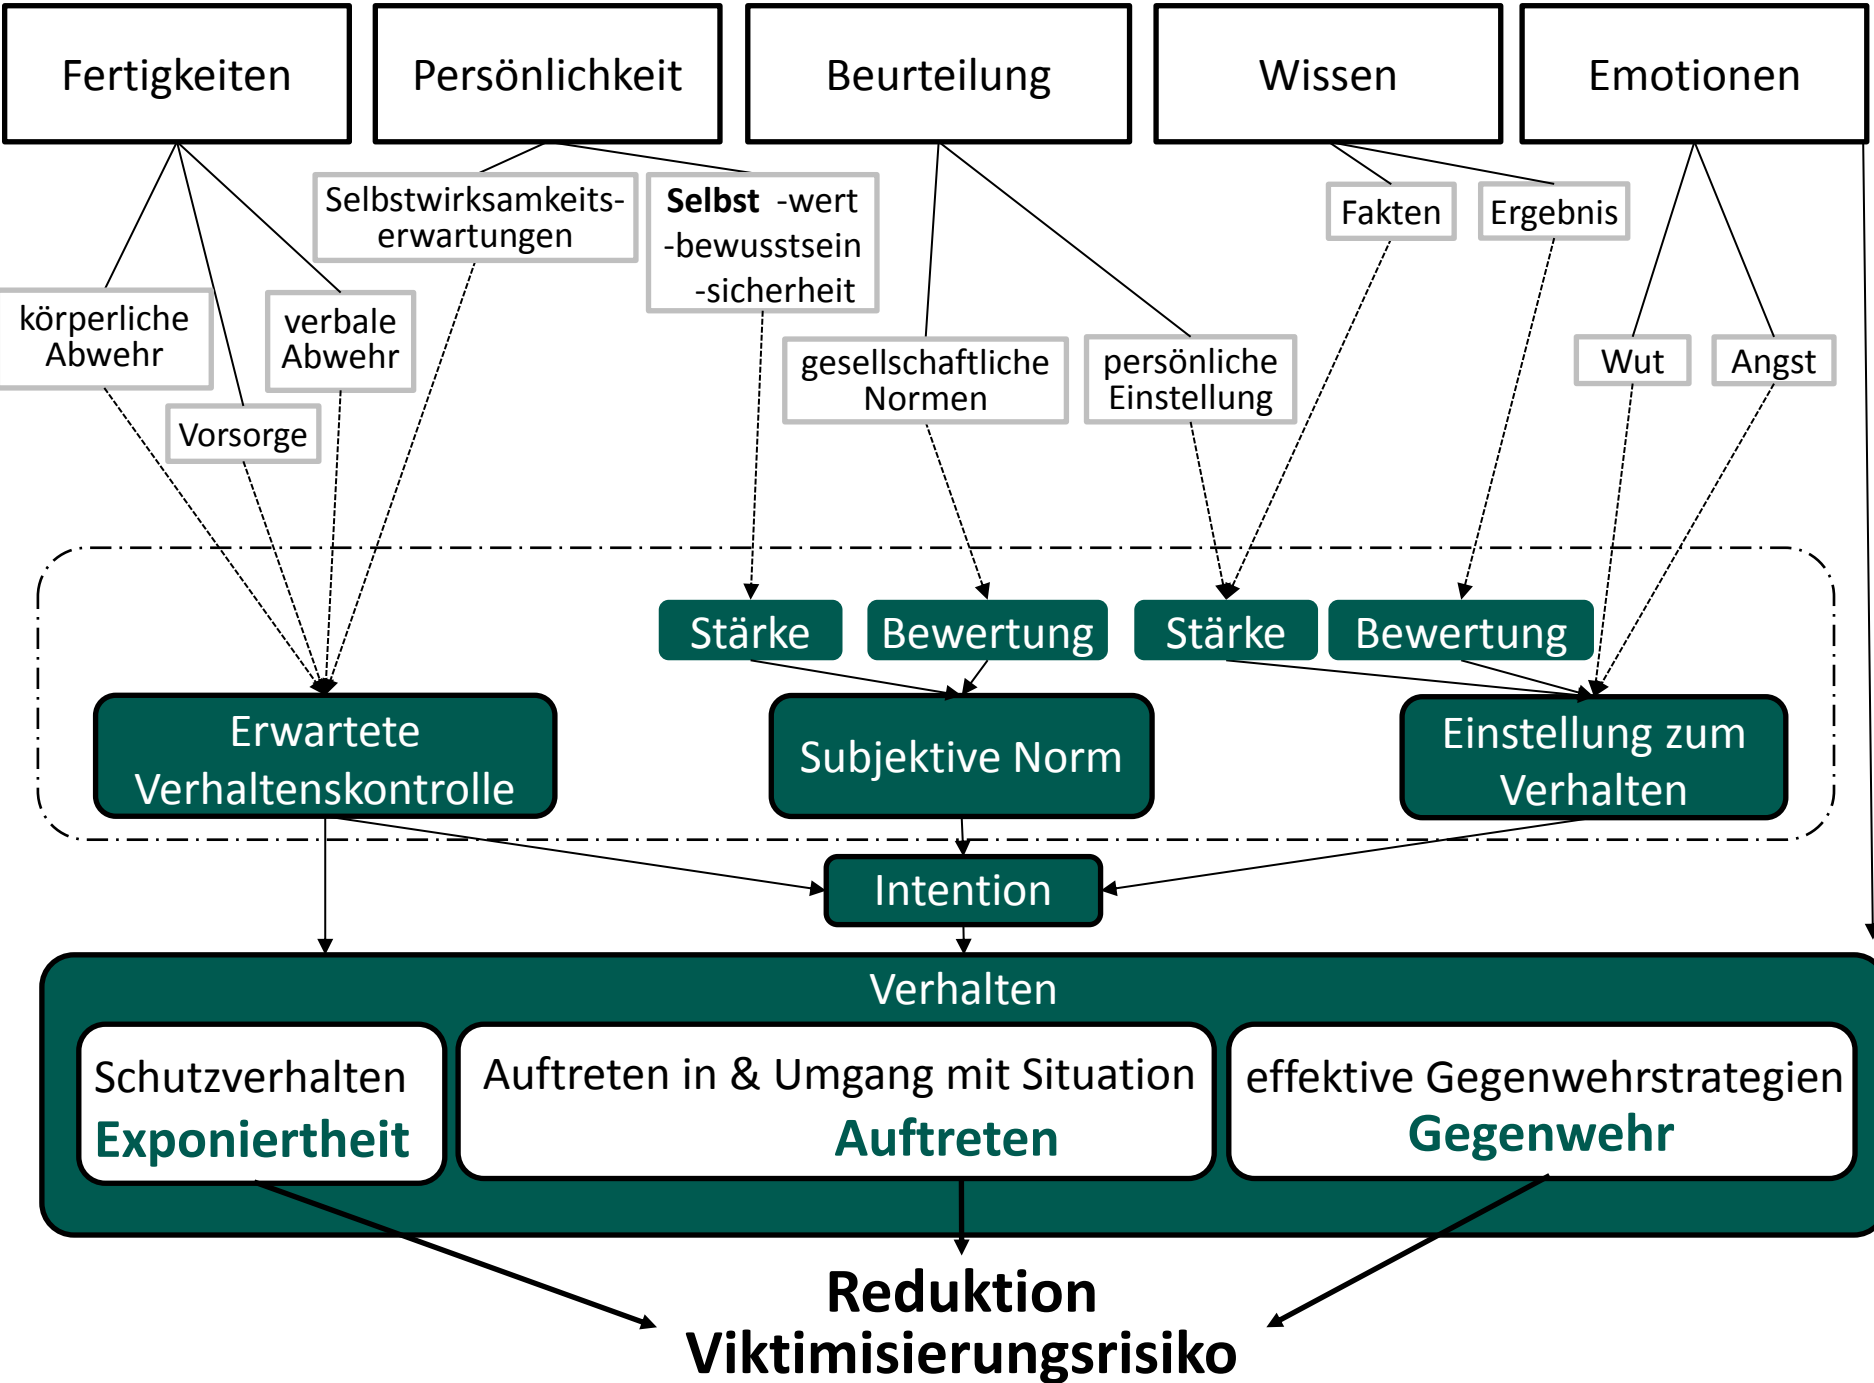 Fertigkeiten
Persönlichkeit
Beurteilung
Wissen
Emotionen
Selbstwirksamkeits-
erwartungen
Selbst -wert
-bewusstsein
-sicherheit
Fakten
Ergebnis
körperliche
Abwehr
verbale
Abwehr
Vorsorge
gesellschaftliche
Normen
persönliche
Einstellung
Wut
Angst
Stärke
Bewertung
Stärke
Bewertung
Erwartete
Verhaltenskontrolle
Subjektive Norm
Einstellung zum
Verhalten
Intention
Verhalten
Schutzverhalten
Exponiertheit
Auftreten in & Umgang mit Situation
Auftreten
effektive Gegenwehrstrategien
Gegenwehr
Reduktion
Viktimisierungsrisiko